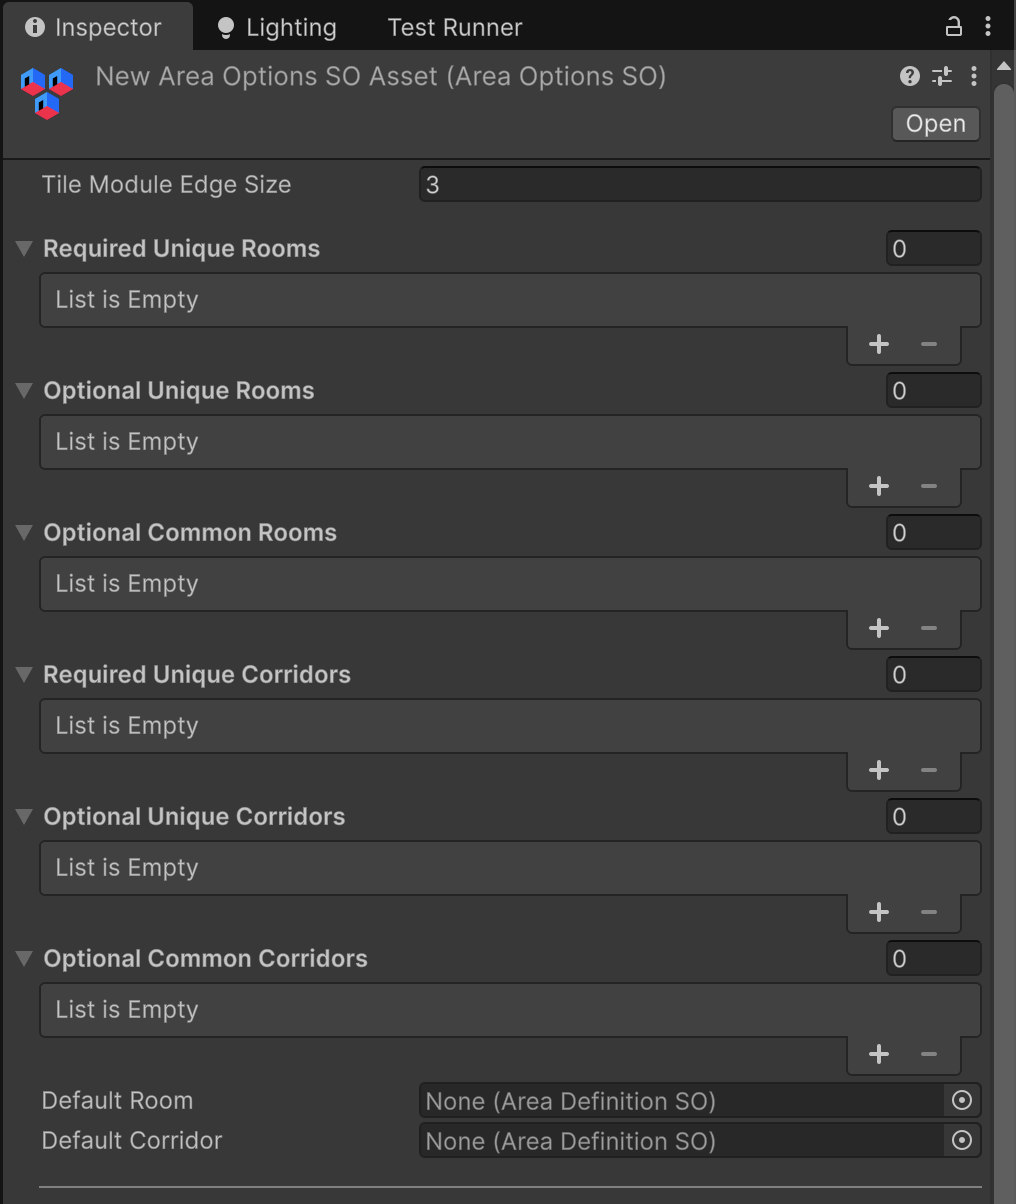 Inspector Lighting Test Runner
New Area Options SO Asset (Area Options SO)
Open
Tile Module Edge Size 3
Required Unique Rooms 0
List is Empty
Optional Unique Rooms 0
List is Empty
Optional Common Rooms 0
List is Empty
Required Unique Corridors 0
List is Empty
Optional Unique Corridors 0
List is Empty
Optional Common Corridors 0
List is Empty
Default Room None (Area Definition SO)
Default Corridor None (Area Definition SO)